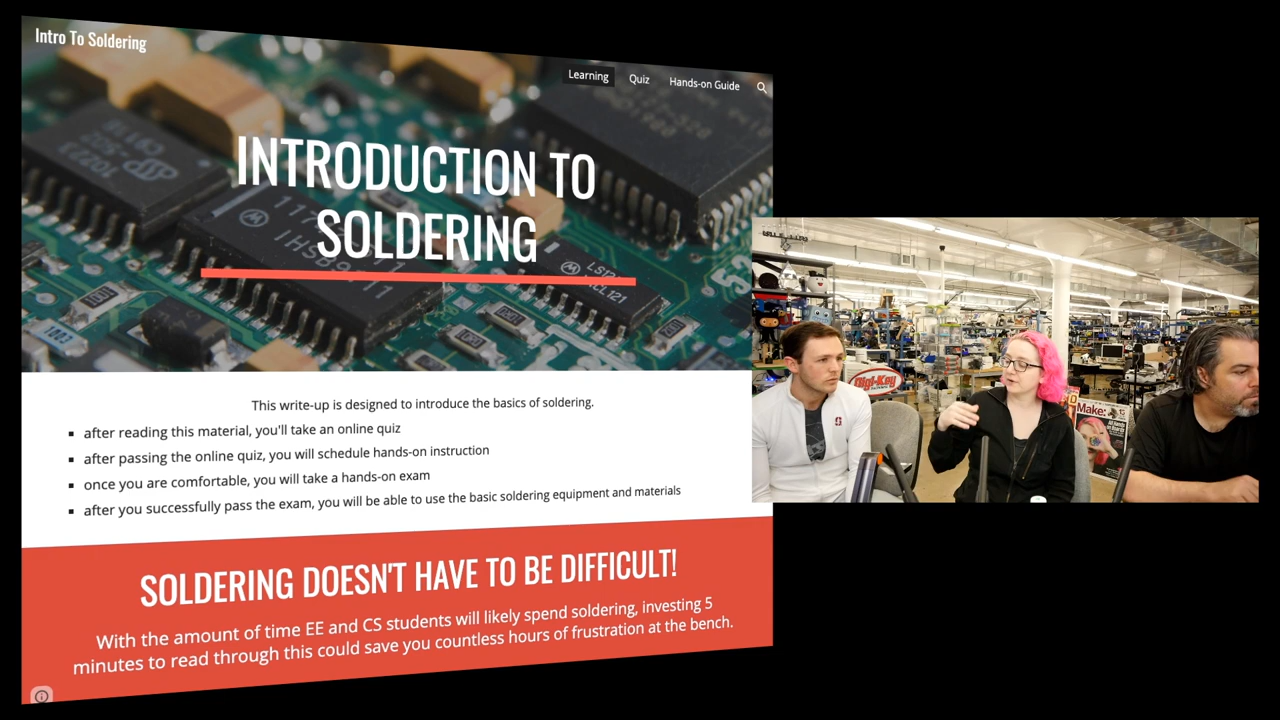 Intro To Soldering
Learning Quiz Hands-on Guide
INTRODUCTION TO
SOLDERING
This write-up is designed to introduce the basics of soldering.
▪ after reading this material, you'll take an online quiz
▪ after passing the online quiz, you will schedule hands-on instruction
▪ once you are comfortable, you will take a hands-on exam
▪ after you successfully pass the exam, you will be able to use the basic soldering equipment and materials
SOLDERING DOESN'T HAVE TO BE DIFFICULT!
With the amount of time EE and CS students will likely spend soldering, investing 5
minutes to read through this could save you countless hours of frustration at the bench.
Digi-Key
Make: